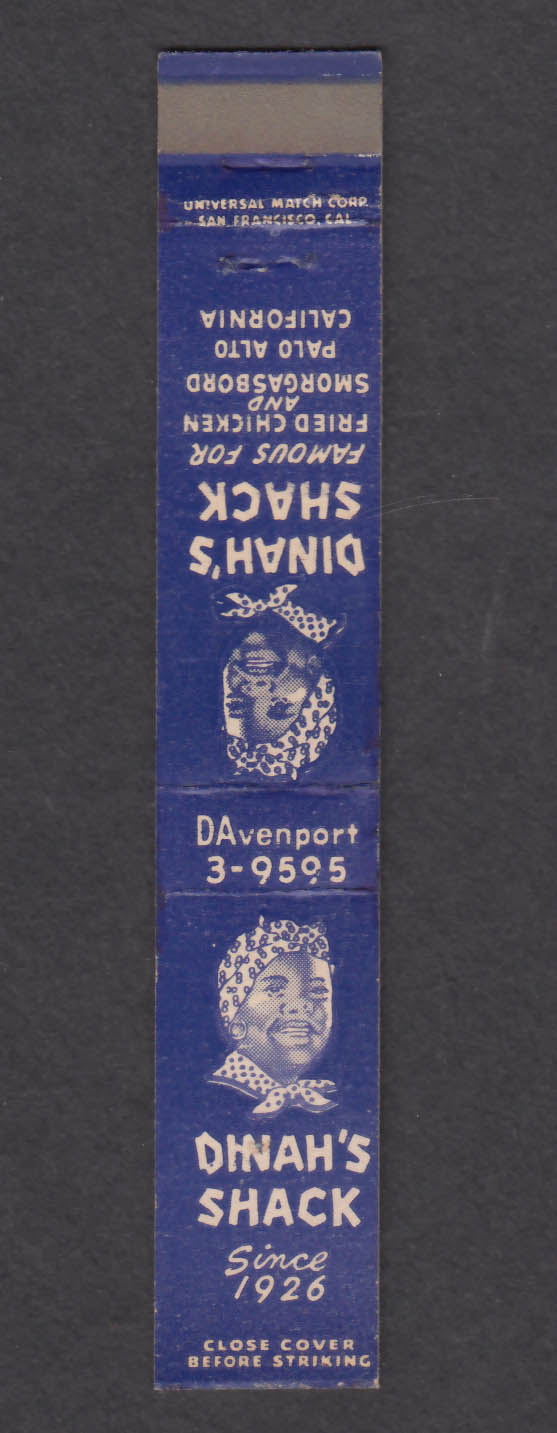 UNIVERSAL MATCH CORP.
SAN FRANCISCO, CAL.
DINAH'S
SHACK
FAMOUS FOR
FRIED CHICKEN
AND
SMORGASBORD
PALO ALTO
CALIFORNIA
DAvenport
3-9595
DINAH'S
SHACK
Since
1926
CLOSE COVER
BEFORE STRIKING